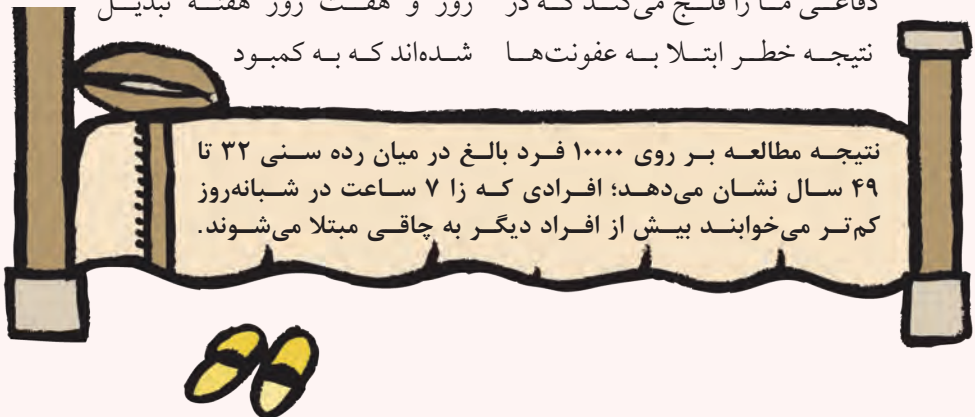 دفاعی ما را فلج می‌کند که در
نتیجه خطر ابتلا به عفونت‌ها
روز و هفت روز هفته تبدیل
شده‌اند که به کمبود
نتیجه مطالعه بر روی ۱۰۰۰۰ فرد بالغ در میان رده سنی ۳۲ تا
۴۹ سال نشان می‌دهد؛ افرادی که زا ۷ ساعت در شبانه‌روز
کم‌تر می‌خوابند بیش از افراد دیگر به چاقی مبتلا می‌شوند.